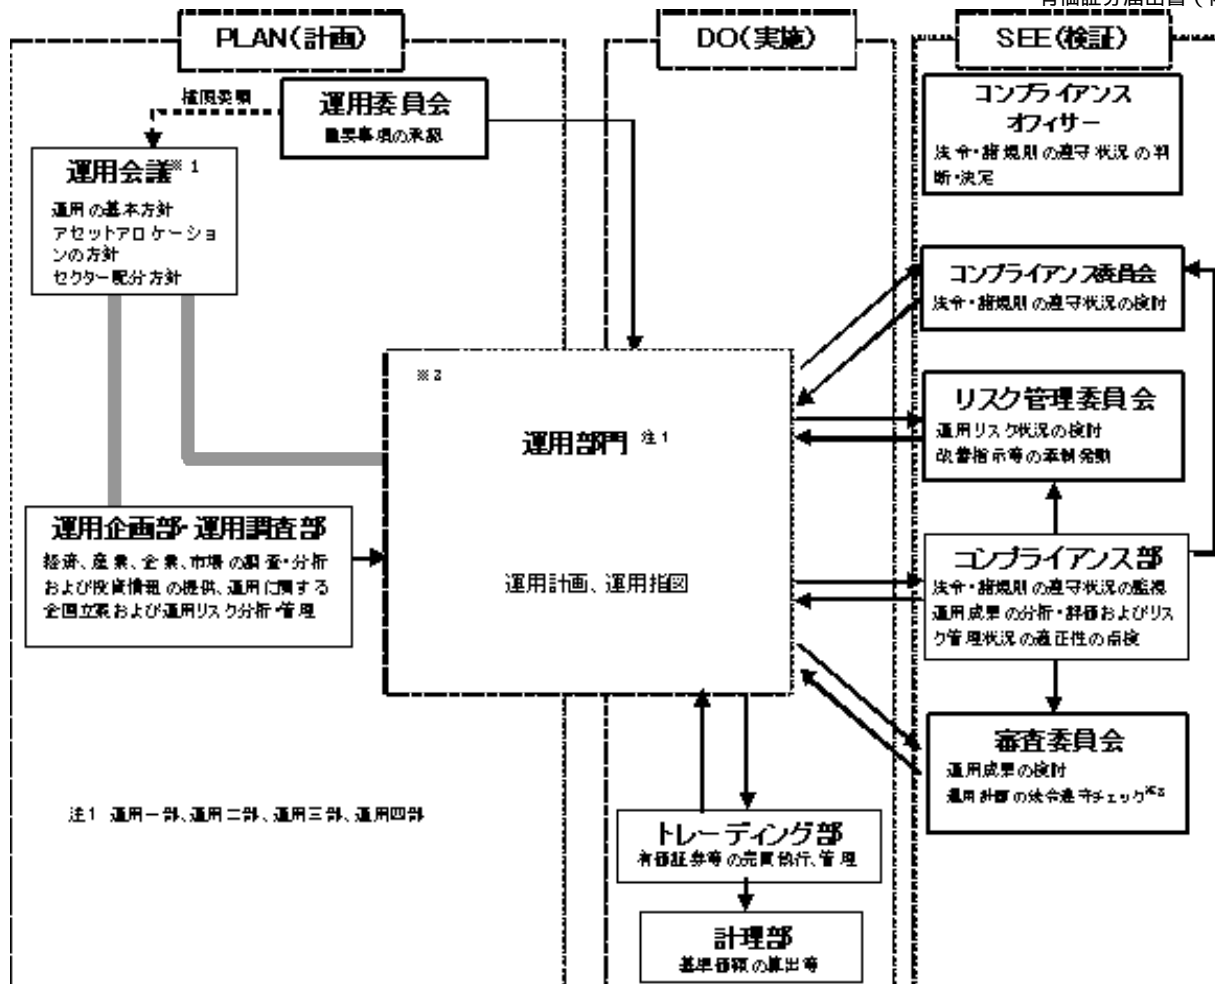 有価証券届出書（
PLAN(計画)
DO(実施)
SEE(検証)
権限委譲
運用委員会
重要事項の承認
運用会議※1
運用の基本方針
アセットアロケーショ
ンの方針
セクター配分方針
コンプライアンス
オフィサー
法令・諸規則の遵守状況の判
断・決定
コンプライアンス委員会
法令・諸規則の遵守状況の検討
※2
運用部門 注1
運用計画、運用指図
リスク管理委員会
運用リスク状況の検討
改善指示等の牽制発動
運用企画部・運用調査部
経済、産業、企業、市場の調査・分析
および投資情報の提供、運用に関する
企画立案および運用リスク分析・管理
コンプライアンス部
法令・諸規則の遵守状況の監視
運用成果の分析・評価およびリス
ク管理状況の適正性の点検
審査委員会
運用成果の検討
運用計画の法令遵守チェック※2
注1 運用一部、運用二部、運用三部、運用四部
トレーディング部
有価証券等の売買執行、管理
計理部
基準価額の算出等